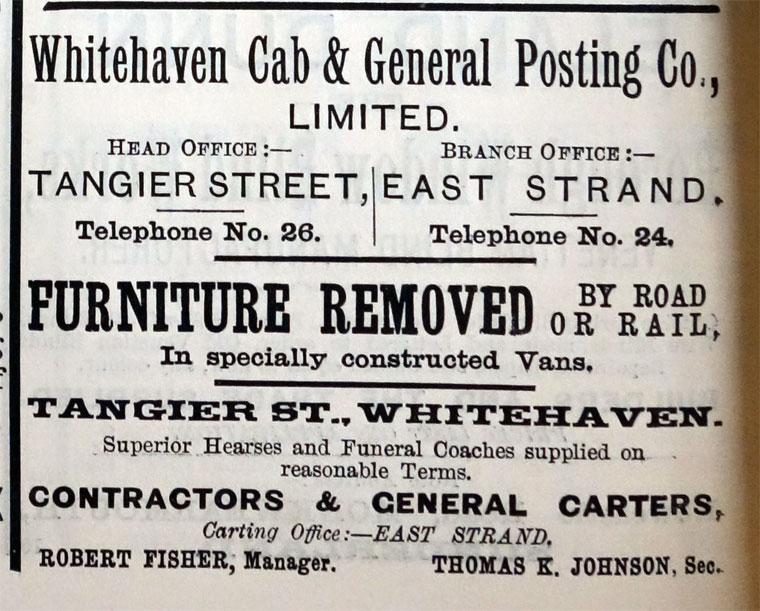 Whitehaven Cab & General Posting Co.,
LIMITED.
HEAD OFFICE:— BRANCH OFFICE:—
TANGIER STREET, EAST STRAND.
Telephone No. 26. Telephone No. 24.
FURNITURE REMOVED BY ROAD
OR RAIL,
In specially constructed Vans.
TANGIER ST., WHITEHAVEN.
Superior Hearses and Funeral Coaches supplied on
reasonable Terms.
CONTRACTORS & GENERAL CARTERS,
Carting Office:—EAST STRAND.
ROBERT FISHER, Manager. THOMAS K. JOHNSON, Sec.